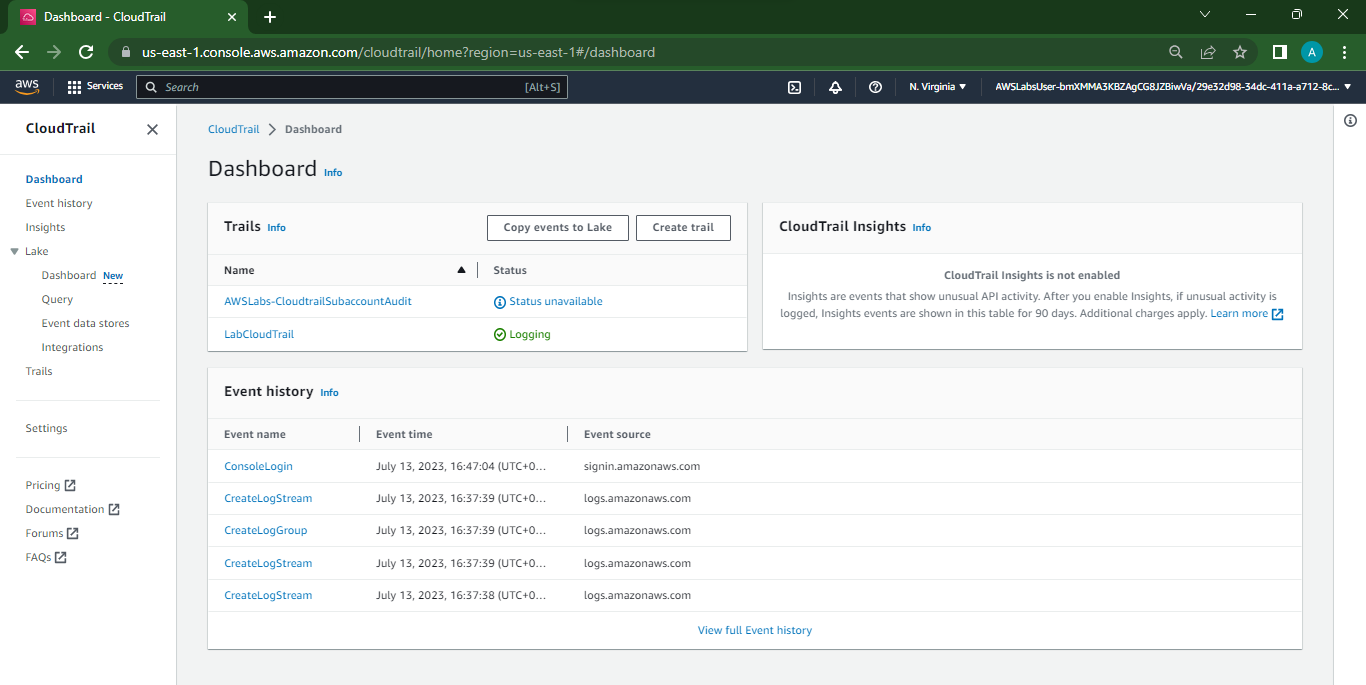 Dashboard - CloudTrail
us-east-1.console.aws.amazon.com/cloudtrail/home?region=us-east-1#/dashboard
A
aws
Services
Search
[Alt+S]
N. Virginia
AWSLabsUser-bmXMMA3KBZAgCG8JZBiwVa/29e32d98-34dc-411a-a712-8c...
CloudTrail
Dashboard
Event history
Insights
Lake
Dashboard New
Query
Event data stores
Integrations
Trails
Settings
Pricing
Documentation
Forums
FAQs
CloudTrail Dashboard
Dashboard Info
Trails Info
Copy events to Lake
Create trail
Name Status
AWSLabs-CloudtrailSubaccountAudit Status unavailable
LabCloudTrail Logging
CloudTrail Insights Info
CloudTrail Insights is not enabled
Insights are events that show unusual API activity. After you enable Insights, if unusual activity is
logged, Insights events are shown in this table for 90 days. Additional charges apply. Learn more
Event history Info
Event name Event time Event source
ConsoleLogin July 13, 2023, 16:47:04 (UTC+0... signin.amazonaws.com
CreateLogStream July 13, 2023, 16:37:39 (UTC+0... logs.amazonaws.com
CreateLogGroup July 13, 2023, 16:37:39 (UTC+0... logs.amazonaws.com
CreateLogStream July 13, 2023, 16:37:39 (UTC+0... logs.amazonaws.com
CreateLogStream July 13, 2023, 16:37:38 (UTC+0... logs.amazonaws.com
View full Event history